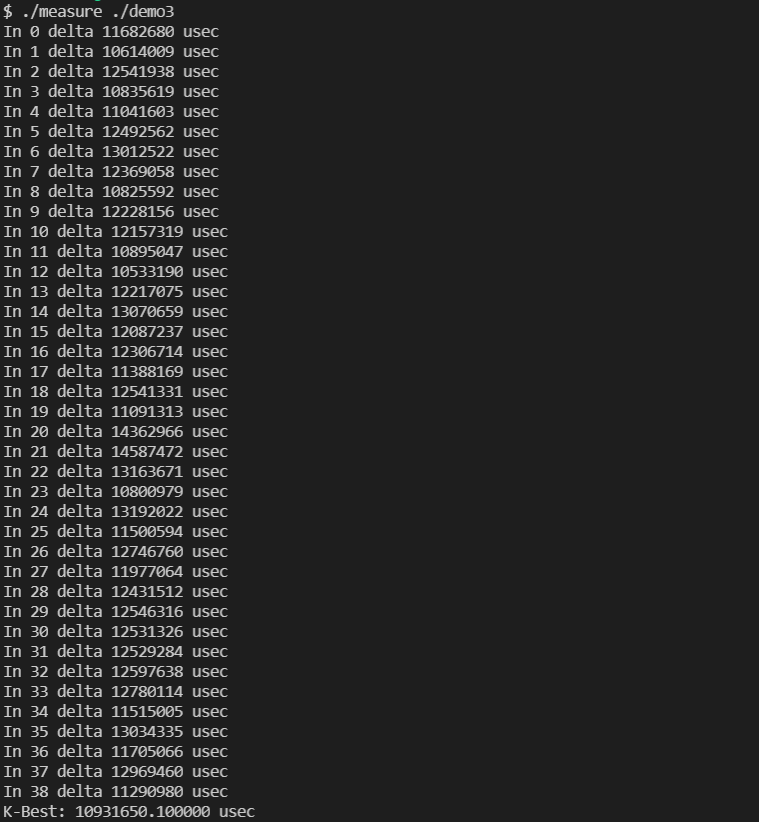 $ ./measure ./demo3
In 0 delta 11682680 usec
In 1 delta 10614009 usec
In 2 delta 12541938 usec
In 3 delta 10835619 usec
In 4 delta 11041603 usec
In 5 delta 12492562 usec
In 6 delta 13012522 usec
In 7 delta 12369058 usec
In 8 delta 10825592 usec
In 9 delta 12228156 usec
In 10 delta 12157319 usec
In 11 delta 10895047 usec
In 12 delta 10533190 usec
In 13 delta 12217075 usec
In 14 delta 13070659 usec
In 15 delta 12087237 usec
In 16 delta 12306714 usec
In 17 delta 11388169 usec
In 18 delta 12541331 usec
In 19 delta 11091313 usec
In 20 delta 14362966 usec
In 21 delta 14587472 usec
In 22 delta 13163671 usec
In 23 delta 10800979 usec
In 24 delta 13192022 usec
In 25 delta 11500594 usec
In 26 delta 12746760 usec
In 27 delta 11977064 usec
In 28 delta 12431512 usec
In 29 delta 12546316 usec
In 30 delta 12531326 usec
In 31 delta 12529284 usec
In 32 delta 12597638 usec
In 33 delta 12780114 usec
In 34 delta 11515005 usec
In 35 delta 13034335 usec
In 36 delta 11705066 usec
In 37 delta 12969460 usec
In 38 delta 11290980 usec
K-Best: 10931650.100000 usec